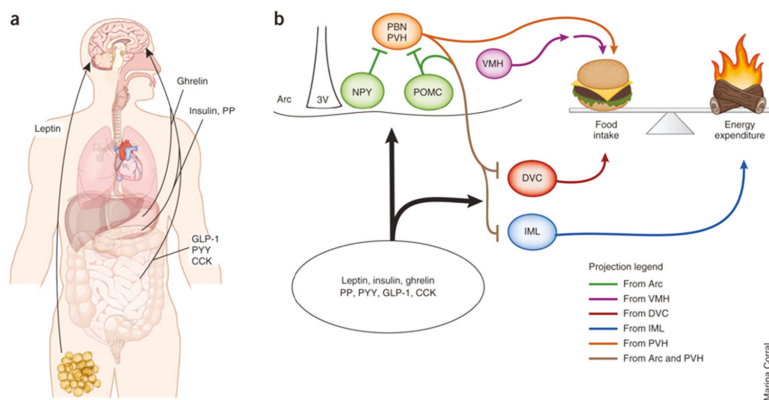 a
Ghrelin
Insulin, PP
Leptin
GLP-1
PYY
CCK
b
PBN
PVH
VMH
Arc
3V
NPY
POMC
Food
intake
Energy
expenditure
DVC
IML
Leptin, insulin, ghrelin
PP, PYY, GLP-1, CCK
Projection legend
From Arc
From VMH
From DVC
From IML
From PVH
From Arc and PVH
Marina Corral